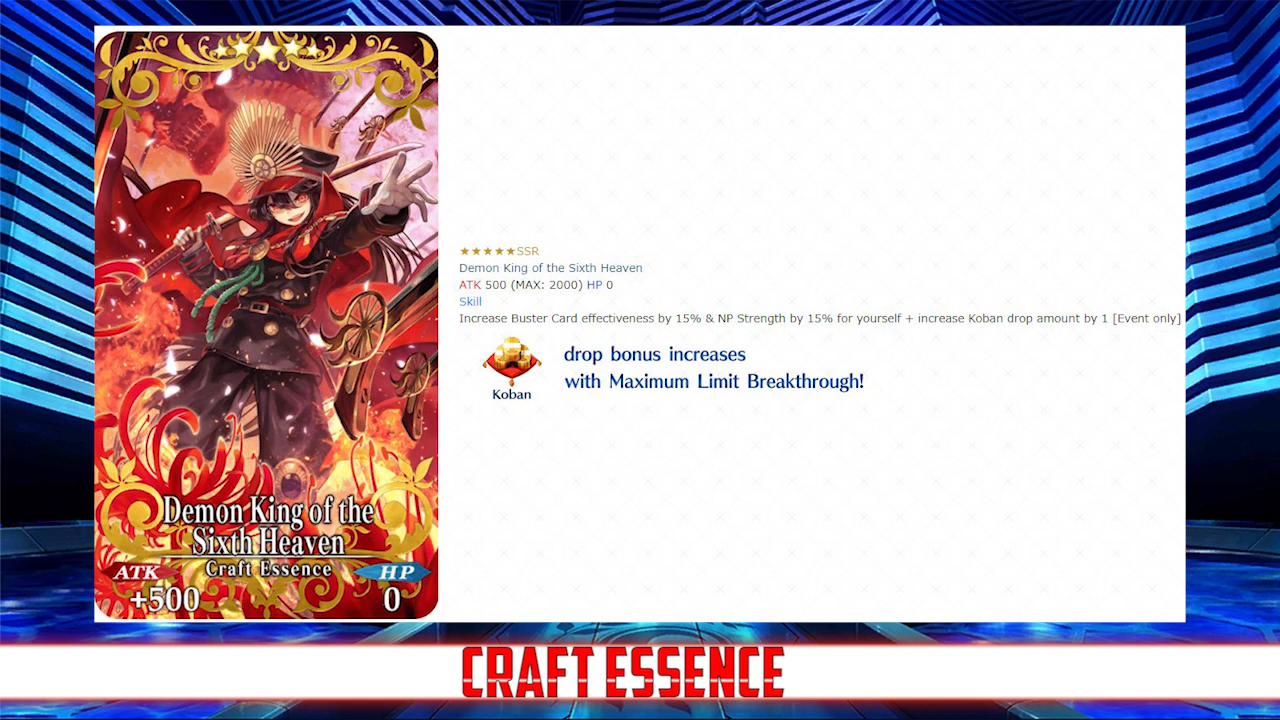 Demon King of the
Sixth Heaven
Craft Essence
ATK HP
+500 0
★★★★★SSR
Demon King of the Sixth Heaven
ATK 500 (MAX: 2000) HP 0
Skill
Increase Buster Card effectiveness by 15% & NP Strength by 15% for yourself + increase Koban drop amount by 1 [Event only]
drop bonus increases
with Maximum Limit Breakthrough!
Koban
CRAFT ESSENCE